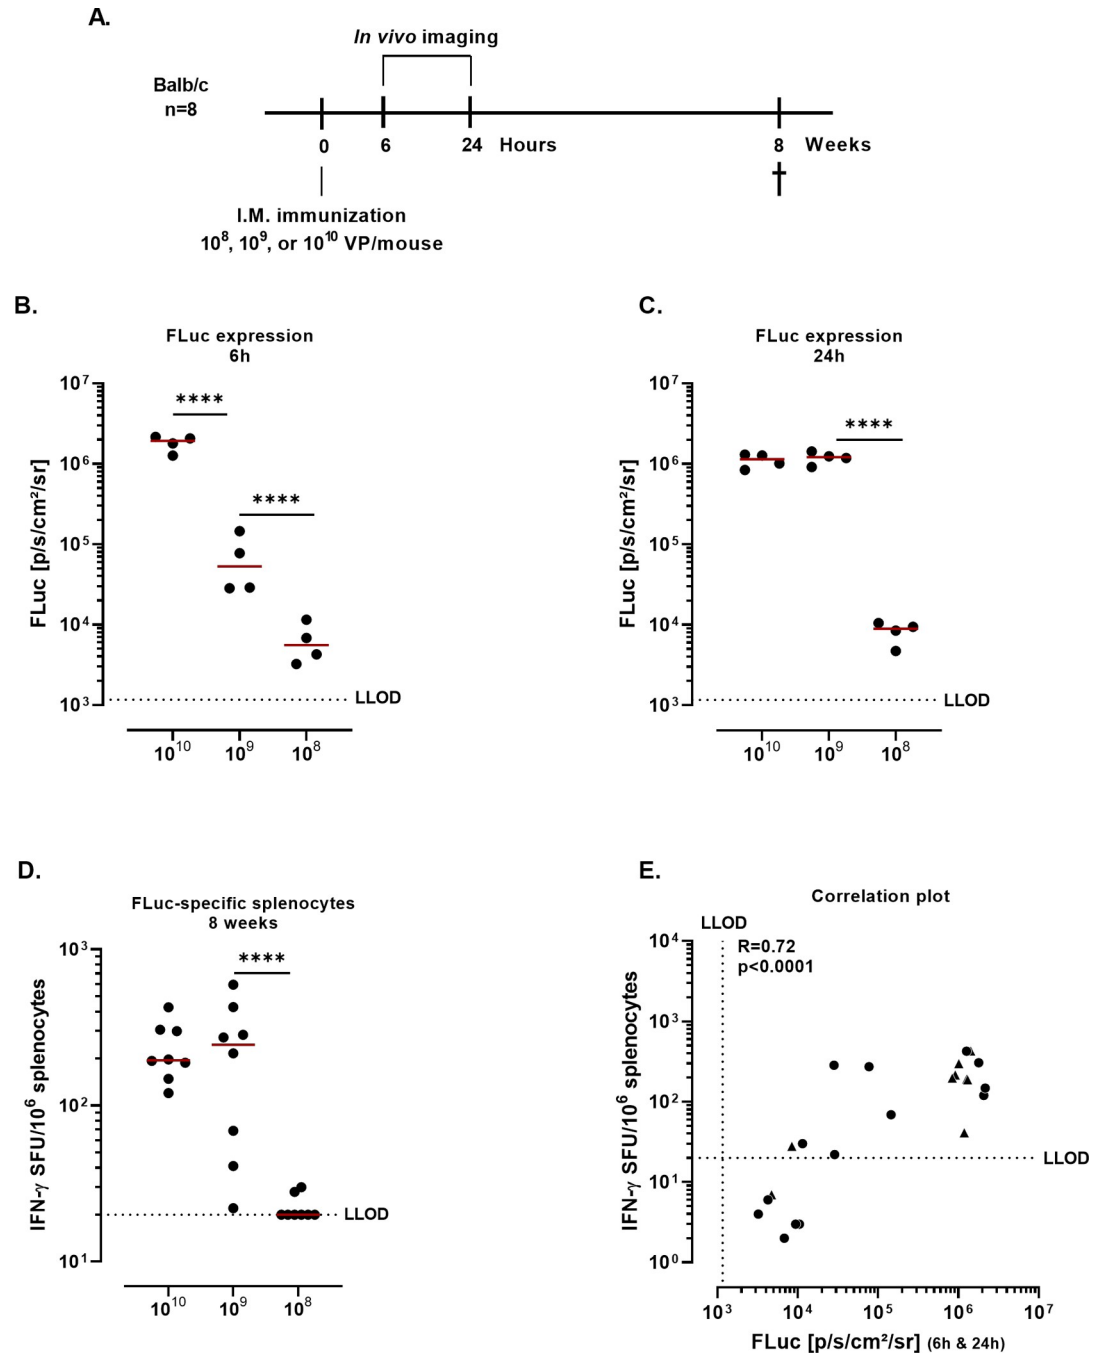 A.
In vivo imaging
Balb/c
n=8
0 6 24 Hours 8 Weeks
I.M. immunization
10⁸, 10⁹, or 10¹⁰ VP/mouse
B.
FLuc expression
6h
FLuc [p/s/cm²/sr]
10⁷
10⁶
10⁵
10⁴
10³
****
****
LLOD
10¹⁰ 10⁹ 10⁸
C.
FLuc expression
24h
FLuc [p/s/cm²/sr]
10⁷
10⁶
10⁵
10⁴
10³
****
LLOD
10¹⁰ 10⁹ 10⁸
D.
FLuc-specific splenocytes
8 weeks
IFN-γ SFU/10⁶ splenocytes
10³
10²
10¹
****
LLOD
10¹⁰ 10⁹ 10⁸
E.
Correlation plot
LLOD
R=0.72
p<0.0001
IFN-γ SFU/10⁶ splenocytes
10⁴
10³
10²
10¹
10⁰
LLOD
10³ 10⁴ 10⁵ 10⁶ 10⁷
FLuc [p/s/cm²/sr] (6h & 24h)